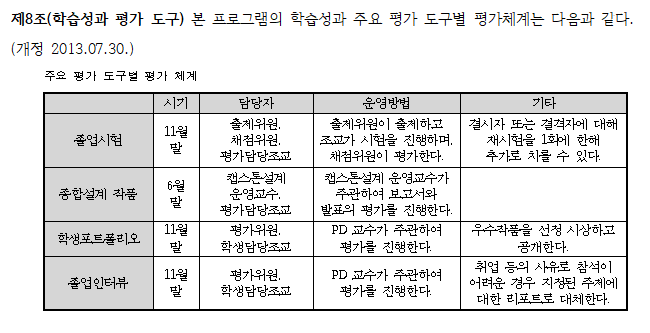 제8조(학습성과 평가 도구) 본 프로그램의 학습성과 주요 평가 도구별 평가체계는 다음과 같다.
(개정 2013.07.30.)
주요 평가 도구별 평가 체계
시기 담당자 운영방법 기타
졸업시험
11월
말
출제위원,
채점위원,
평가담당조교
출제위원이 출제하고
조교가 시험을 진행하며,
채점위원이 평가한다.
결시자 또는 결격자에 대해
재시험을 1회에 한해
추가로 치를 수 있다.
종합설계 작품
6월
말
캡스톤설계
운영교수,
평가담당조교
캡스톤설계 운영교수가
주관하여 보고서와
발표의 평가를 진행한다.
학생포트폴리오
11월
말
평가위원,
학생담당조교
PD 교수가 주관하여
평가를 진행한다.
우수작품을 선정 시상하고
공개한다.
졸업인터뷰
11월
말
평가위원,
학생담당조교
PD 교수가 주관하여
평가를 진행한다.
취업 등의 사유로 참석이
어려운 경우 지정된 주제에
대한 리포트로 대체한다.